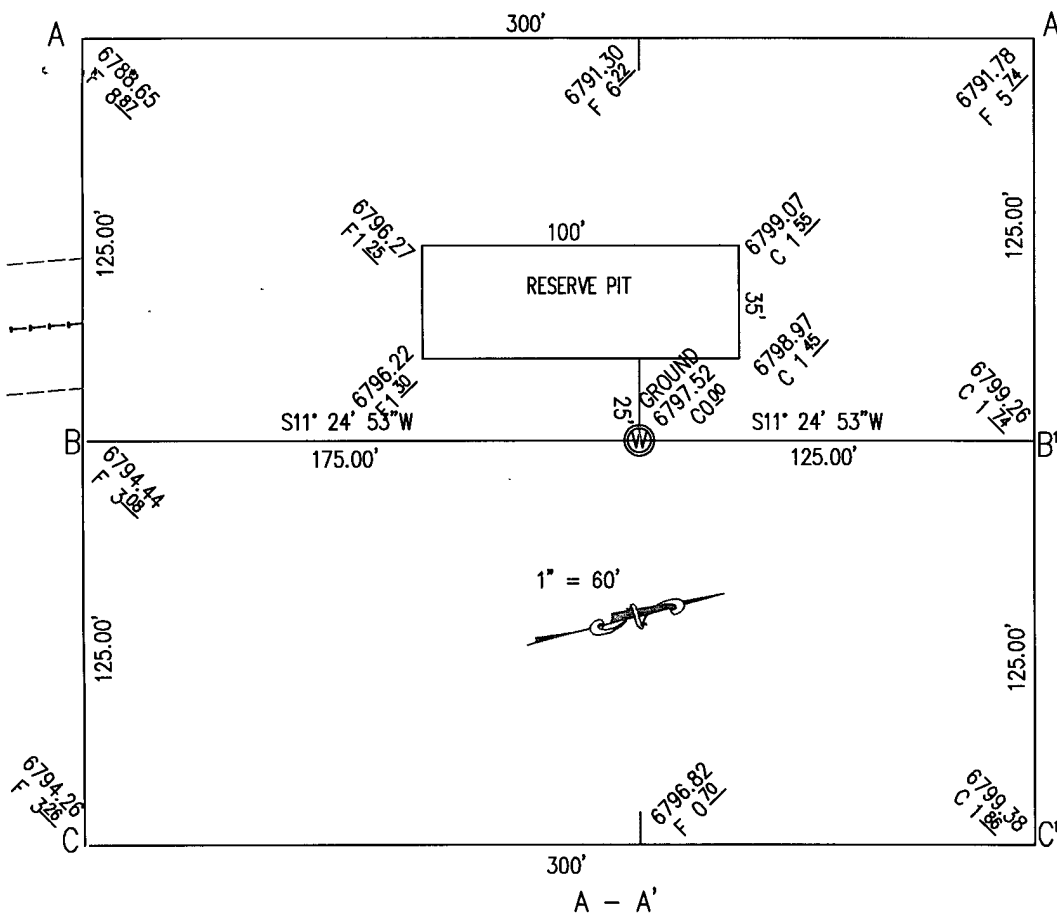 A
300'
A'
6788.65
F 8.87
6791.30
F 6.22
6791.78
F 5.74
125.00'
125.00'
6796.27
F1.25
100'
6799.07
C 1.55
RESERVE PIT
35'
6796.22
F1.30
6798.97
C 1.45
GROUND
6797.52
C0.00
25'
6799.26
C 1.74
S11° 24' 53"W
S11° 24' 53"W
B
W
B'
175.00'
125.00'
6794.44
F 3.08
1" = 60'
125.00'
125.00'
6794.26
F 3.26
6796.82
F 0.70
6799.38
C 1.86
C
C'
300'
A - A'